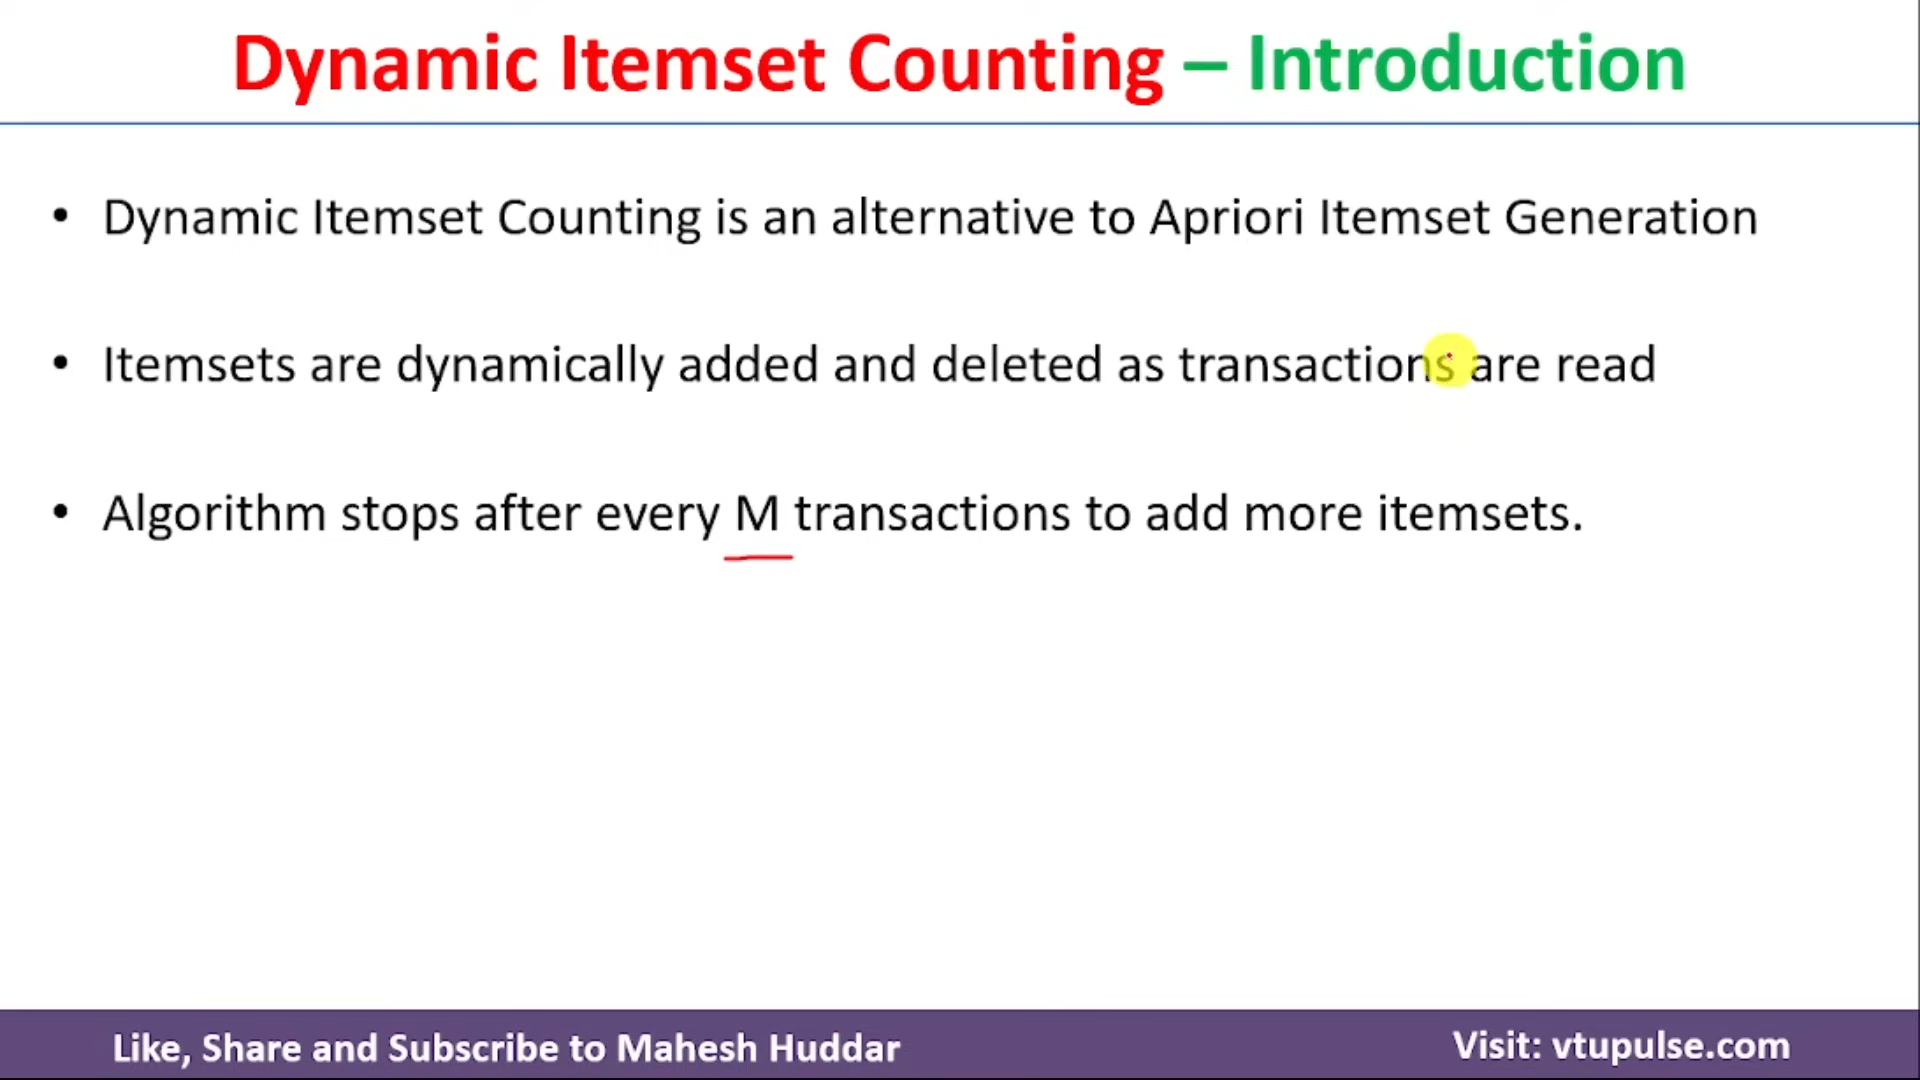 Dynamic Itemset Counting – Introduction
• Dynamic Itemset Counting is an alternative to Apriori Itemset Generation
• Itemsets are dynamically added and deleted as transactions are read
• Algorithm stops after every M transactions to add more itemsets.
Like, Share and Subscribe to Mahesh Huddar
Visit: vtupulse.com